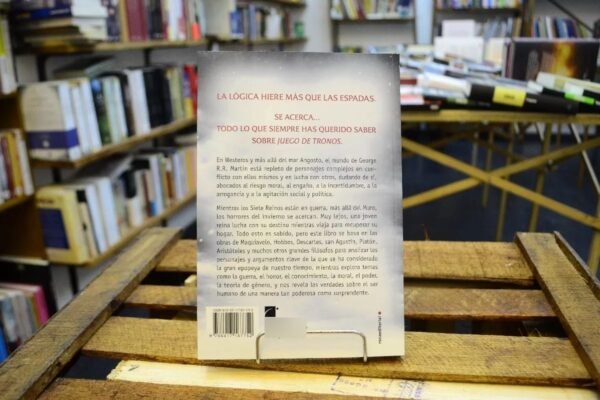 LA LÓGICA HIERE MÁS QUE LAS ESPADAS.
SE ACERCA...
TODO LO QUE SIEMPRE HAS QUERIDO SABER
SOBRE JUEGO DE TRONOS.
En Westeros y más allá del mar Angosto, el mundo de George
R.R. Martin está repleto de personajes complejos en con-
flicto con ellos mismos y en lucha con otros, dudando de sí,
abocados al riesgo moral, al engaño, a la incertidumbre, a la
arrogancia y a la agitación social y política.
Mientras los Siete Reinos están en guerra, más allá del Muro,
los horrores del Invierno se acercan. Muy lejos, una joven
reina lucha con su destino mientras viaja para recuperar su
hogar. Todo esto es sabido, pero este libro se basa en las
obras de Maquiavelo, Hobbes, Descartes, san Agustín, Platón,
Aristóteles y muchos otros grandes filósofos para analizar los
personajes y argumentos clave de la que se ha considerado
la gran epopeya de nuestro tiempo, mientras explora temas
como la guerra, el honor, el conocimiento, la moral, el poder,
la teoría de género, y nos revela las verdades sobre el ser
humano de una manera tan poderosa como sorprendente.
rocaeditorial